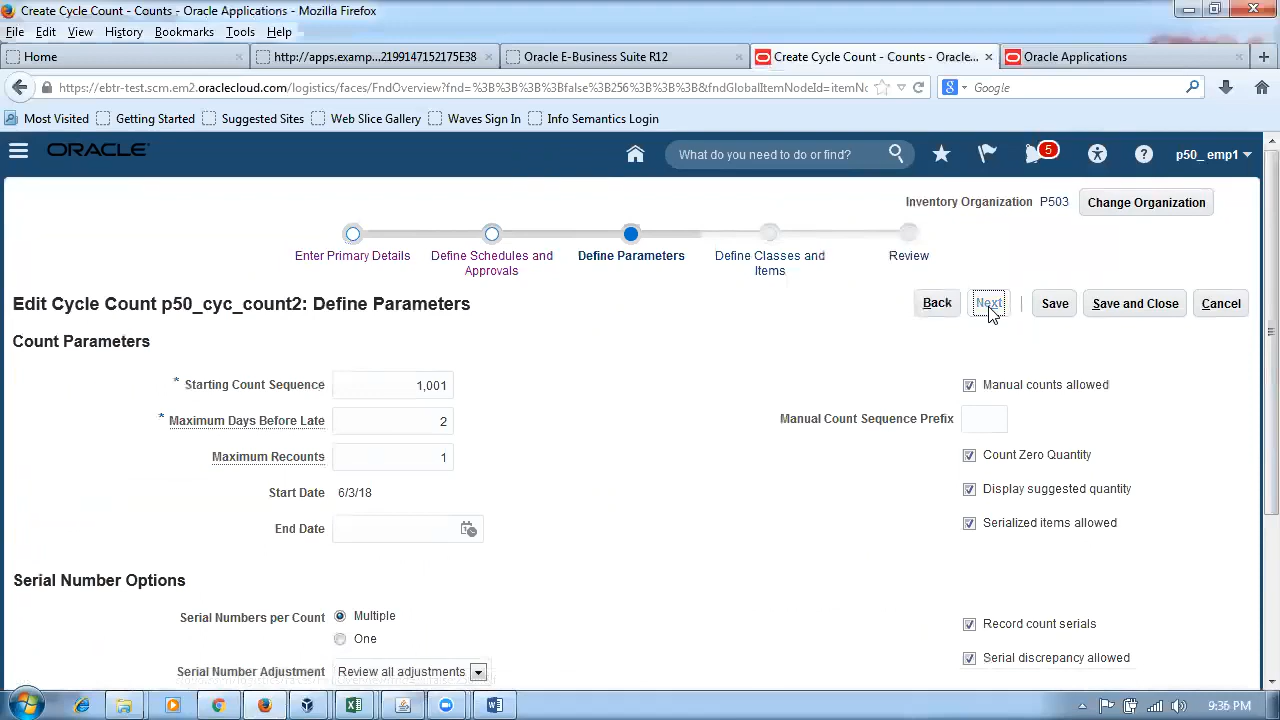 Create Cycle Count - Counts - Oracle Applications - Mozilla Firefox
File Edit View History Bookmarks Tools Help
Home
http://apps.examp...2199147152175E38
Oracle E-Business Suite R12
Create Cycle Count - Counts - Oracle...
Oracle Applications
https://ebtr-test.scm.em2.oraclecloud.com/logistics/faces/FndOverview?fnd=%3B%3B%3B%3Bfalse%3B256%3B%3B%3B&fndGlobalItemNodeId=itemNo
Google
Most Visited Getting Started Suggested Sites Web Slice Gallery Waves Sign In Info Semantics Login
ORACLE
What do you need to do or find?
5
p50_ emp1
Inventory Organization P503 Change Organization
Enter Primary Details
Define Schedules and
Approvals
Define Parameters
Define Classes and
Items
Review
Edit Cycle Count p50_cyc_count2: Define Parameters
Back Next Save Save and Close Cancel
Count Parameters
* Starting Count Sequence 1,001
Manual counts allowed
* Maximum Days Before Late 2
Manual Count Sequence Prefix
Maximum Recounts 1
Count Zero Quantity
Start Date 6/3/18
Display suggested quantity
End Date
Serialized items allowed
Serial Number Options
Serial Numbers per Count Multiple
One
Record count serials
Serial Number Adjustment Review all adjustments
Serial discrepancy allowed
9:36 PM